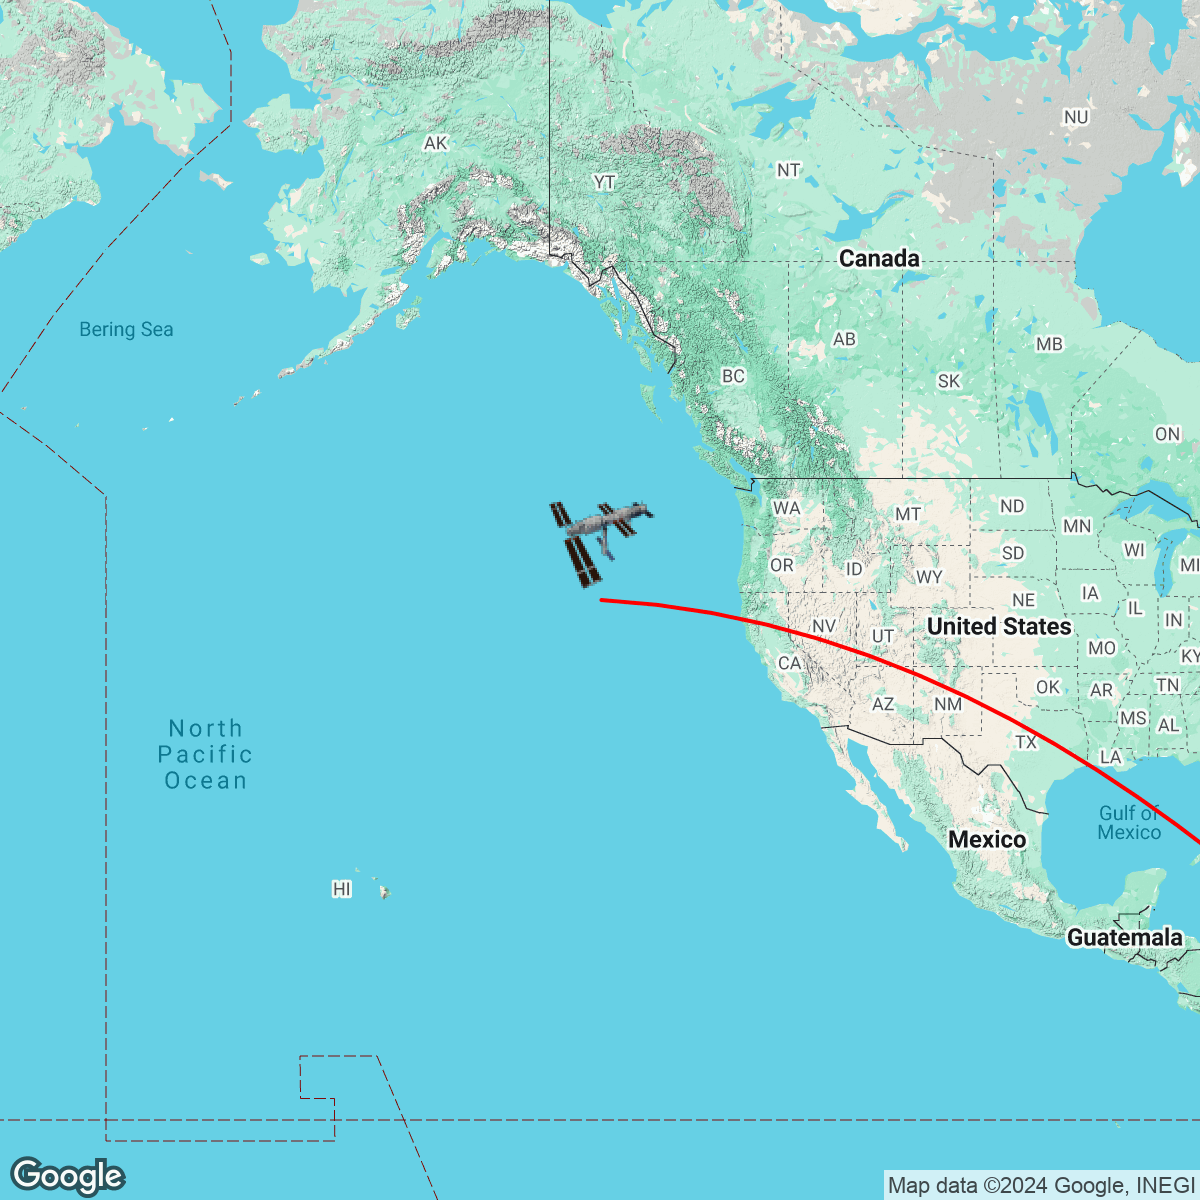 NU
AK
NT
YT
Canada
Bering Sea
AB
MB
BC
SK
ON
WA
MT
ND
MN
OR
ID
WY
SD
WI
MI
NE
IA
IL
IN
NV
UT
United States
MO
KY
CA
AZ
NM
OK
AR
TN
MS
AL
TX
LA
North
Pacific
Ocean
Gulf of
Mexico
Mexico
HI
Guatemala
Google
Map data ©2024 Google, INEGI